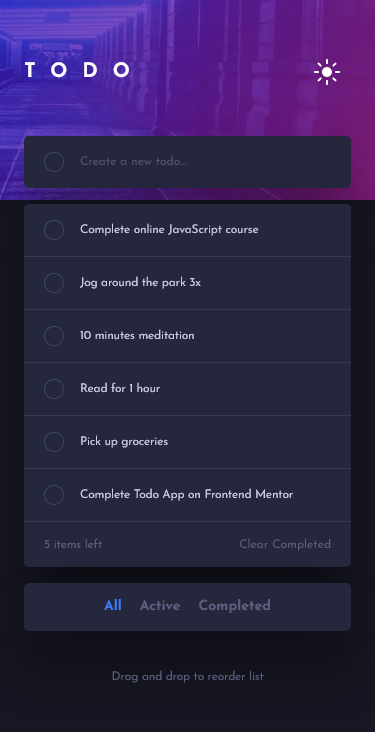 TODO
Create a new todo...
Complete online JavaScript course
Jog around the park 3x
10 minutes meditation
Read for 1 hour
Pick up groceries
Complete Todo App on Frontend Mentor
5 items left Clear Completed
All Active Completed
Drag and drop to reorder list